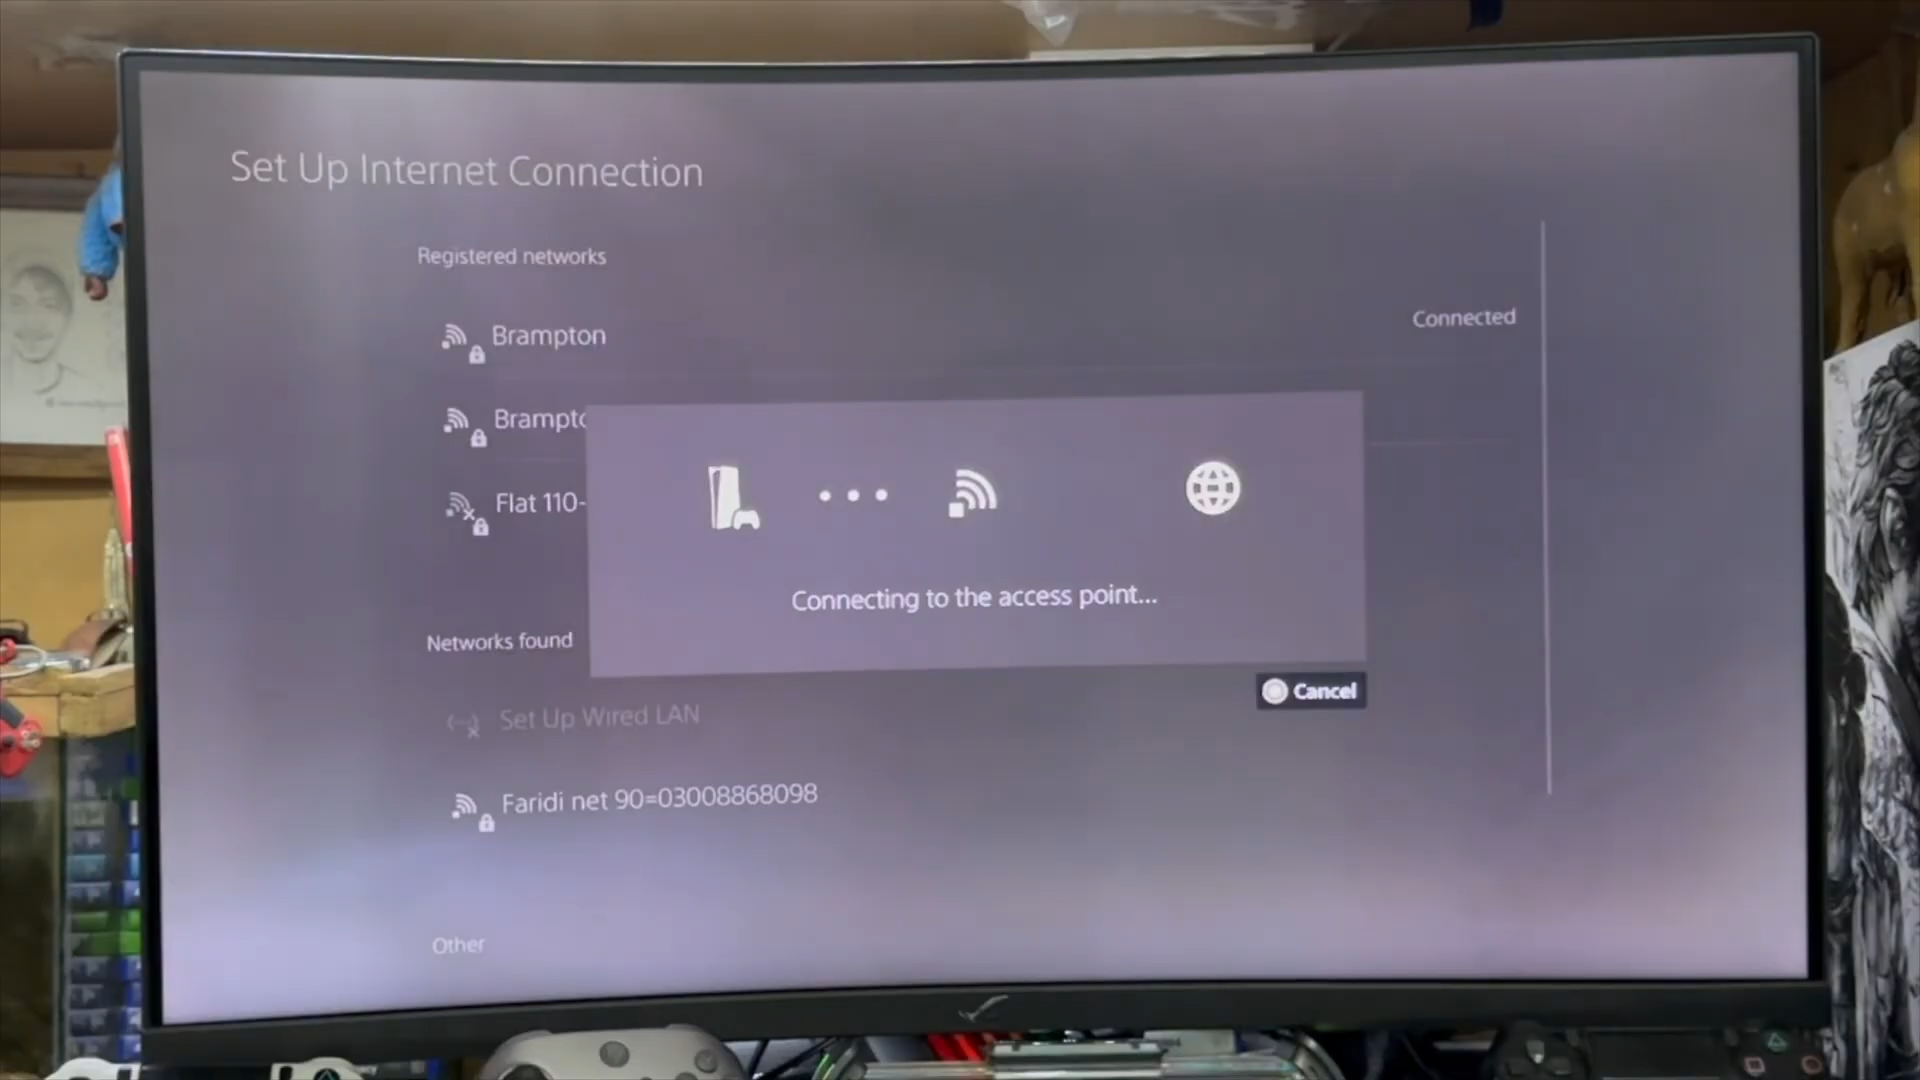 Set Up Internet Connection
Registered networks
Brampton
Connected
Brampto
Flat 110-
Connecting to the access point...
Networks found
Cancel
Set Up Wired LAN
Faridi net 90=03008868098
Other